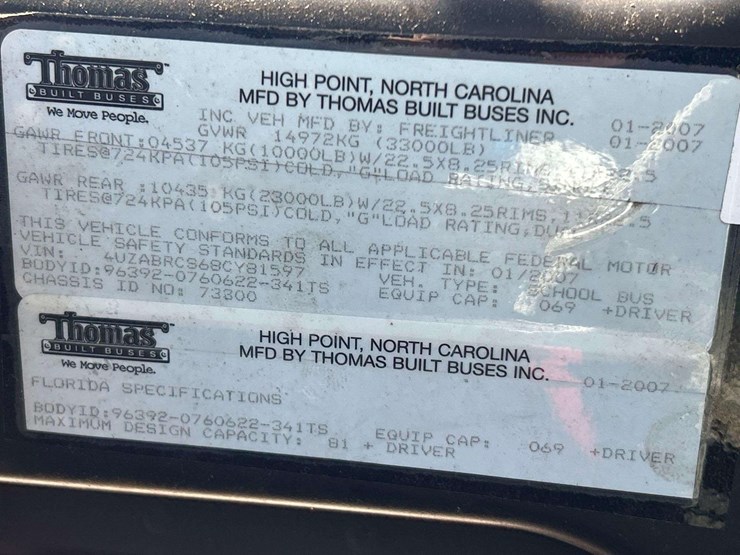 Thomas™
BUILT BUSES®
We Move People.
HIGH POINT, NORTH CAROLINA
MFD BY THOMAS BUILT BUSES INC.
INC VEH MFD BY: FREIGHTLINER 01-2007
GVWR 14972KG (33000LB) 01-2007
GAWR FRONT:04537 KG(10000LB)W/22.5X8.25RIMS
TIRES@724KPA(105PSI)COLD,"G"LOAD RATING,
GAWR REAR :10435 KG(23000LB)W/22.5X8.25RIMS,
TIRES@724KPA(105PSI)COLD,"G"LOAD RATING,
THIS VEHICLE CONFORMS TO ALL APPLICABLE FEDERAL MOTOR
VEHICLE SAFETY STANDARDS IN EFFECT IN: 01/2007
VIN: 4UZABRCS68CY81597 VEH. TYPE: SCHOOL BUS
BODYID:96392-0760622-341TS EQUIP CAP: 069 +DRIVER
CHASSIS ID NO: 73300
Thomas™
BUILT BUSES®
We Move People.
HIGH POINT, NORTH CAROLINA
MFD BY THOMAS BUILT BUSES INC.
01-2007
FLORIDA SPECIFICATIONS
BODYID:96392-0760622-341TS EQUIP CAP: 069 +DRIVER
MAXIMUM DESIGN CAPACITY: 81 + DRIVER